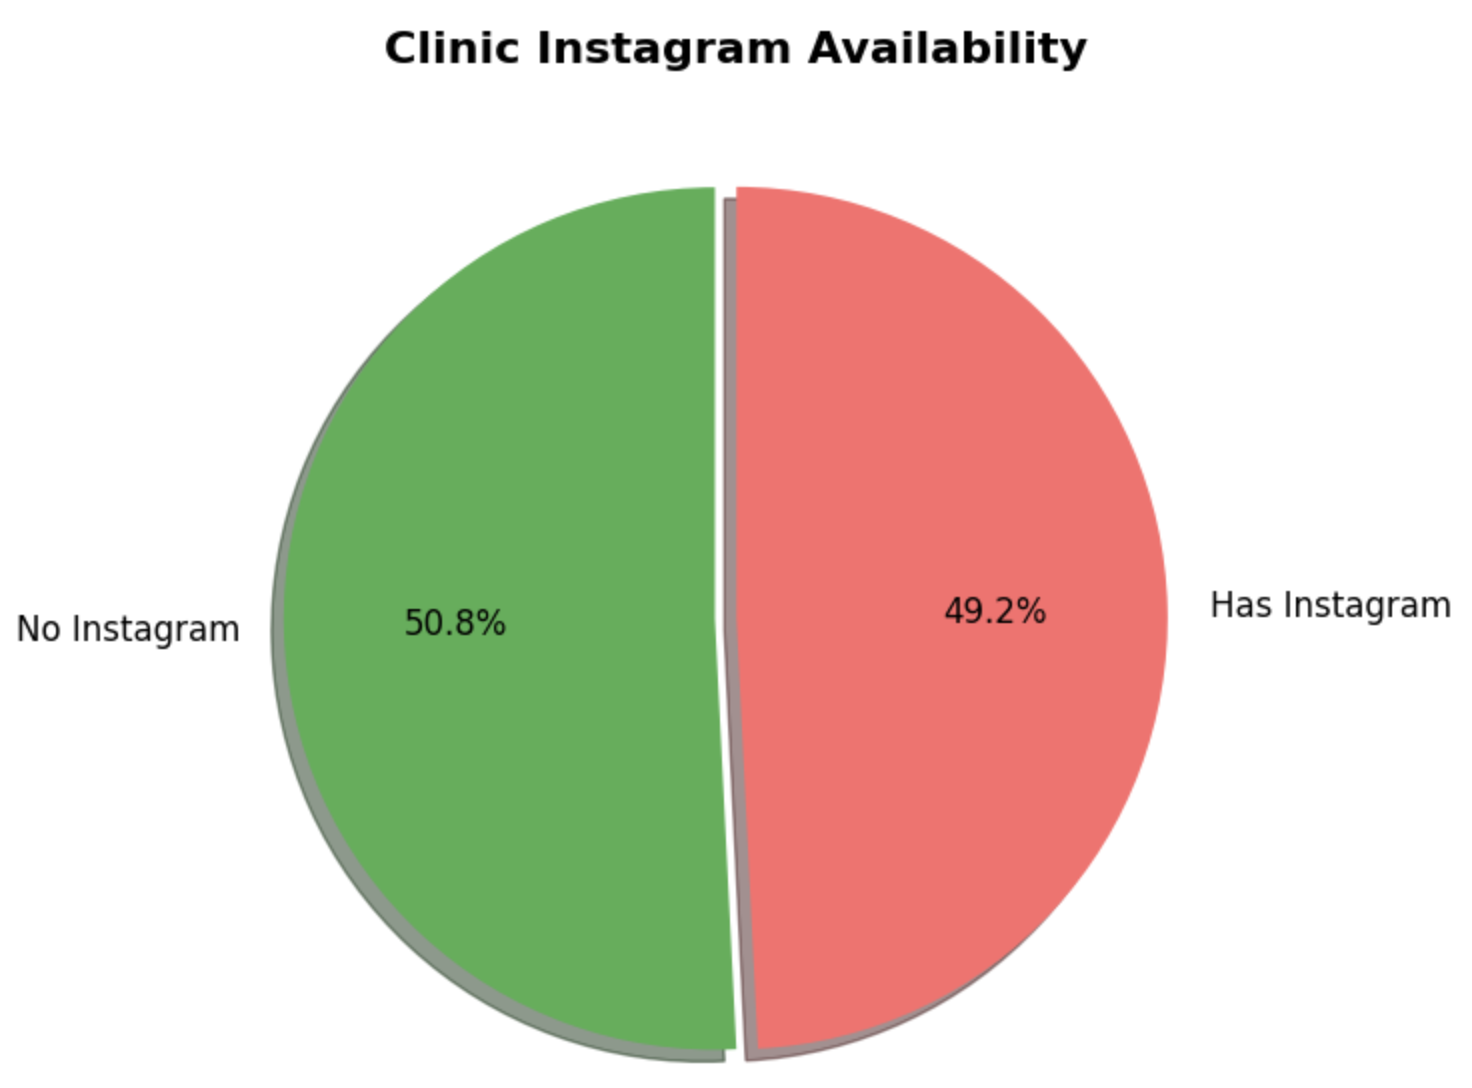 Clinic Instagram Availability
50.8%
49.2%
No Instagram
Has Instagram